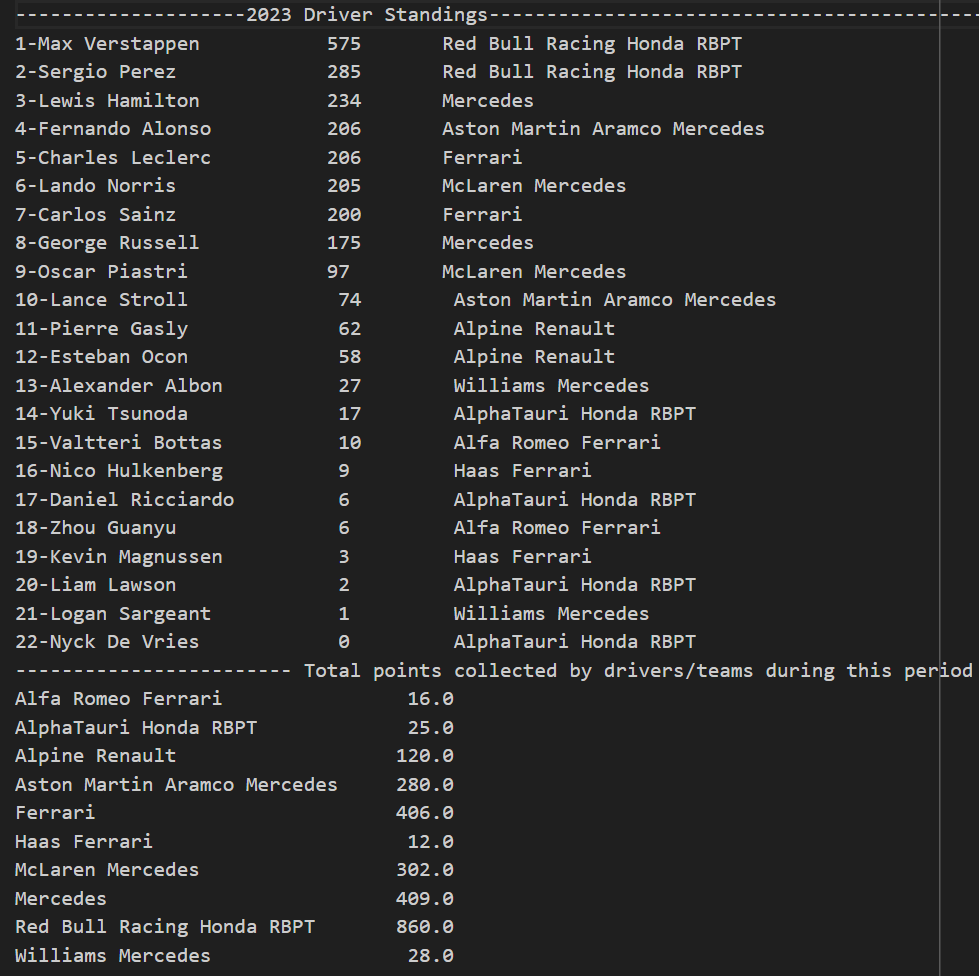 --------------------2023 Driver Standings-------------------------------------------
1-Max Verstappen           575       Red Bull Racing Honda RBPT
2-Sergio Perez             285       Red Bull Racing Honda RBPT
3-Lewis Hamilton           234       Mercedes
4-Fernando Alonso          206       Aston Martin Aramco Mercedes
5-Charles Leclerc          206       Ferrari
6-Lando Norris             205       McLaren Mercedes
7-Carlos Sainz             200       Ferrari
8-George Russell           175       Mercedes
9-Oscar Piastri            97        McLaren Mercedes
10-Lance Stroll             74        Aston Martin Aramco Mercedes
11-Pierre Gasly             62        Alpine Renault
12-Esteban Ocon             58        Alpine Renault
13-Alexander Albon          27        Williams Mercedes
14-Yuki Tsunoda             17        AlphaTauri Honda RBPT
15-Valtteri Bottas          10        Alfa Romeo Ferrari
16-Nico Hulkenberg          9         Haas Ferrari
17-Daniel Ricciardo         6         AlphaTauri Honda RBPT
18-Zhou Guanyu              6         Alfa Romeo Ferrari
19-Kevin Magnussen          3         Haas Ferrari
20-Liam Lawson              2         AlphaTauri Honda RBPT
21-Logan Sargeant           1         Williams Mercedes
22-Nyck De Vries            0         AlphaTauri Honda RBPT
------------------------ Total points collected by drivers/teams during this period
Alfa Romeo Ferrari                16.0
AlphaTauri Honda RBPT             25.0
Alpine Renault                   120.0
Aston Martin Aramco Mercedes     280.0
Ferrari                          406.0
Haas Ferrari                      12.0
McLaren Mercedes                 302.0
Mercedes                         409.0
Red Bull Racing Honda RBPT       860.0
Williams Mercedes                 28.0